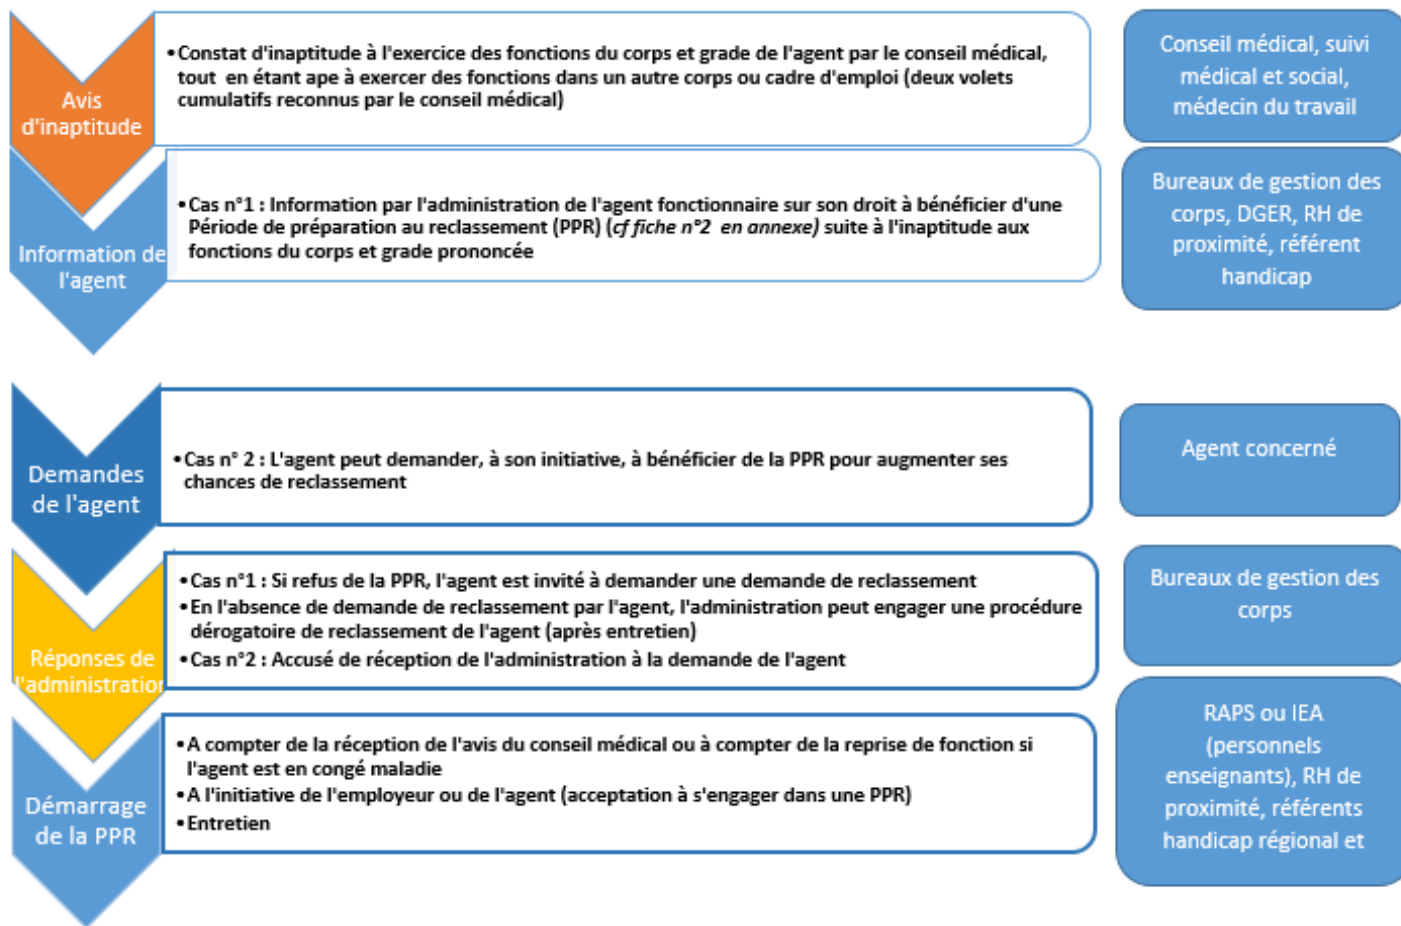 Avis
d'inaptitude
•Constat d'inaptitude à l'exercice des fonctions du corps et grade de l'agent par le conseil médical,
tout en étant ape à exercer des fonctions dans un autre corps ou cadre d'emploi (deux volets
cumulatifs reconnus par le conseil médical)
Conseil médical, suivi
médical et social,
médecin du travail
Information de
l'agent
•Cas n°1 : Information par l'administration de l'agent fonctionnaire sur son droit à bénéficier d'une
Période de préparation au reclassement (PPR) (cf fiche n°2 en annexe) suite à l'inaptitude aux
fonctions du corps et grade prononcée
Bureaux de gestion des
corps, DGER, RH de
proximité, référent
handicap
Demandes
de l'agent
•Cas n° 2 : L'agent peut demander, à son initiative, à bénéficier de la PPR pour augmenter ses
chances de reclassement
Agent concerné
Réponses de
l'administration
•Cas n°1 : Si refus de la PPR, l'agent est invité à demander une demande de reclassement
•En l'absence de demande de reclassement par l'agent, l'administration peut engager une procédure
dérogatoire de reclassement de l'agent (après entretien)
•Cas n°2 : Accusé de réception de l'administration à la demande de l'agent
Bureaux de gestion des
corps
Démarrage
de la PPR
•A compter de la réception de l'avis du conseil médical ou à compter de la reprise de fonction si
l'agent est en congé maladie
•A l'initiative de l'employeur ou de l'agent (acceptation à s'engager dans une PPR)
•Entretien
RAPS ou IEA
(personnels
enseignants), RH de
proximité, référents
handicap régional et